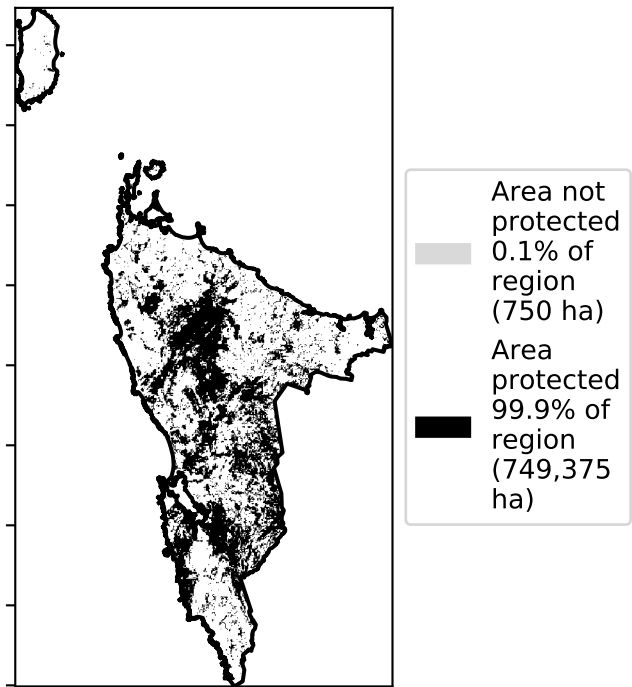 Area not
protected
0.1% of
region
(750 ha)
Area
protected
99.9% of
region
(749,375
ha)